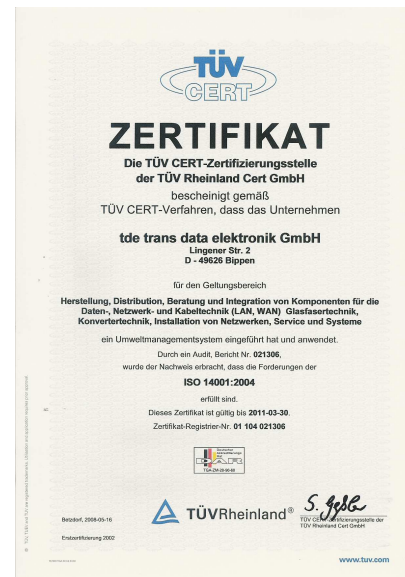 TÜV
CERT
ZERTIFIKAT
Die TÜV CERT-Zertifizierungsstelle
der TÜV Rheinland Cert GmbH
bescheinigt gemäß
TÜV CERT-Verfahren, dass das Unternehmen
tde trans data elektronik GmbH
Lingener Str. 2
D - 49626 Bippen
für den Geltungsbereich
Herstellung, Distribution, Beratung und Integration von Komponenten für die
Daten-, Netzwerk- und Kabeltechnik (LAN, WAN) Glasfasertechnik,
Konvertertechnik, Installation von Netzwerken, Service und Systeme
ein Umweltmanagementsystem eingeführt hat und anwendet.
Durch ein Audit, Bericht Nr. 021306,
wurde der Nachweis erbracht, dass die Forderungen der
ISO 14001:2004
erfüllt sind.
Dieses Zertifikat ist gültig bis 2011-03-30.
Zertifikat-Registrier-Nr. 01 104 021306
DAR
Betzdorf, 2008-05-16
Erstzertifizierung 2002
TÜVRheinland®
TÜV CERT-Zertifizierungsstelle der
TÜV Rheinland Cert GmbH
www.tuv.com